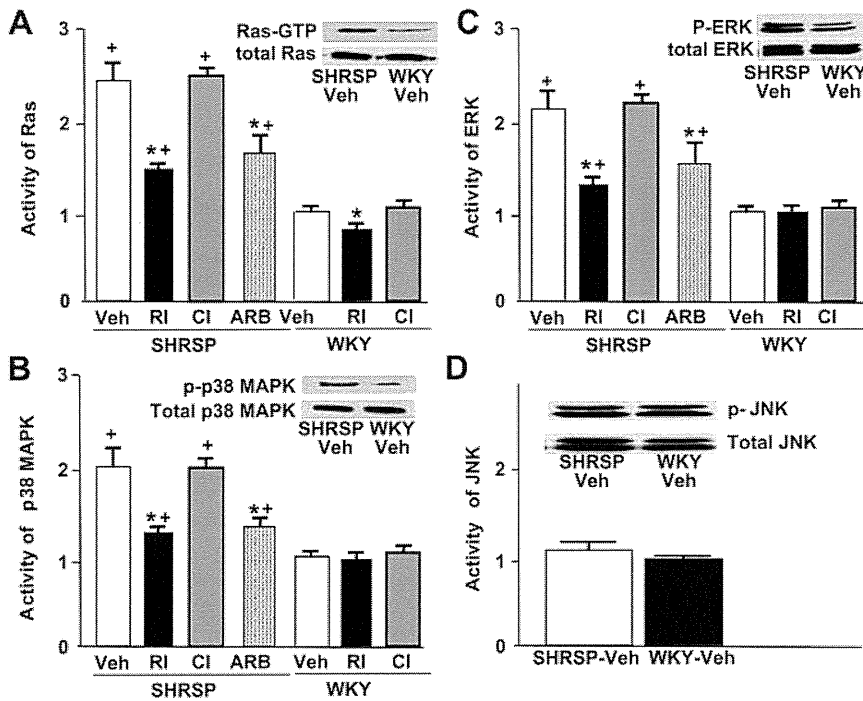 A
Activity of Ras
3
2
1
0
Ras-GTP
total Ras
SHRSP WKY
Veh Veh
+
*+
+
*+
*
Veh RI CI ARB Veh RI CI
SHRSP WKY
C
Activity of ERK
3
2
1
0
P-ERK
total ERK
SHRSP WKY
Veh Veh
+
*+
+
*+
Veh RI CI ARB Veh RI CI
SHRSP WKY
B
Activity of p38 MAPK
3
2
1
0
p-p38 MAPK
Total p38 MAPK
SHRSP WKY
Veh Veh
+
*+
+
*+
Veh RI CI ARB Veh RI CI
SHRSP WKY
D
Activity of JNK
3
2
1
0
p- JNK
Total JNK
SHRSP WKY
Veh Veh
SHRSP-Veh WKY-Veh